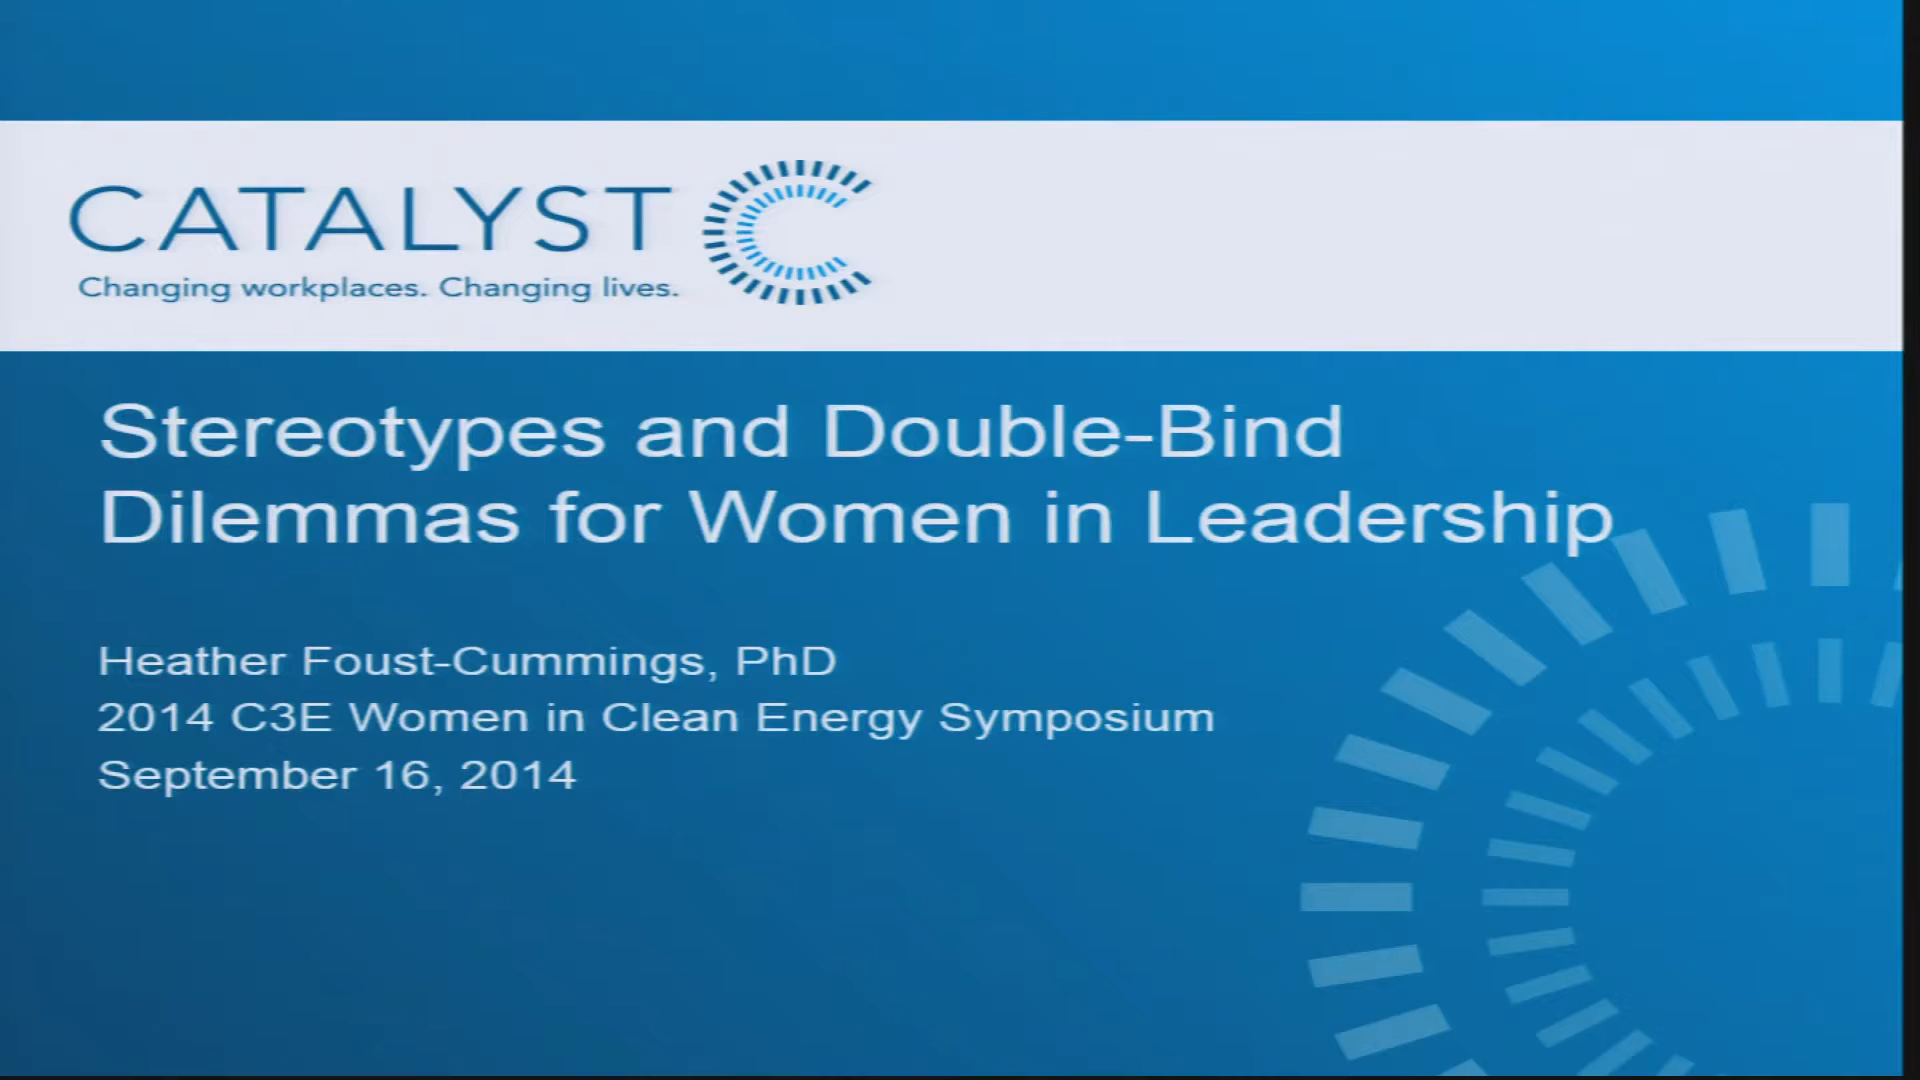 CATALYST
Changing workplaces. Changing lives.
Stereotypes and Double-Bind
Dilemmas for Women in Leadership
Heather Foust-Cummings, PhD
2014 C3E Women in Clean Energy Symposium
September 16, 2014